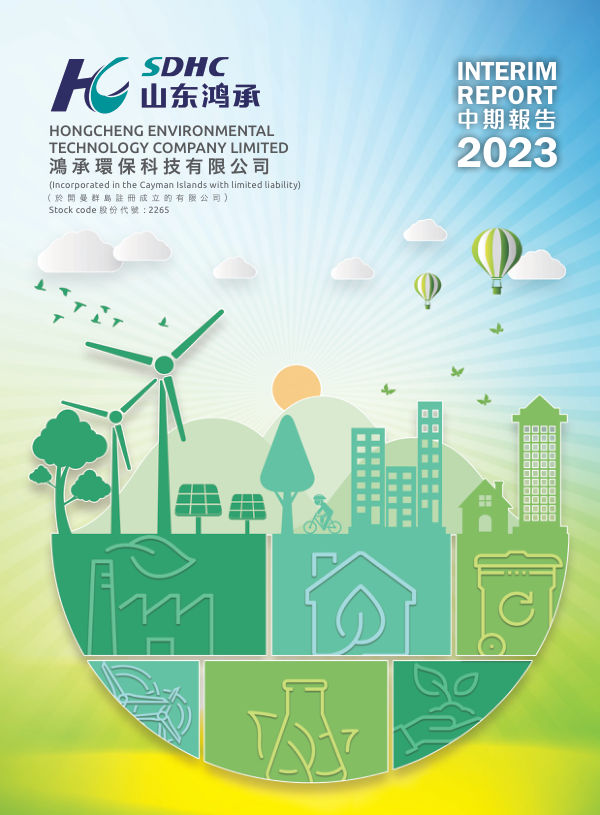 SDHC
山东鸿承
HONGCHENG ENVIRONMENTAL
TECHNOLOGY COMPANY LIMITED
鴻承環保科技有限公司
(Incorporated in the Cayman Islands with limited liability)
（於開曼群島註冊成立的有限公司）
Stock code 股份代號 : 2265
INTERIM
REPORT
中期報告
2023